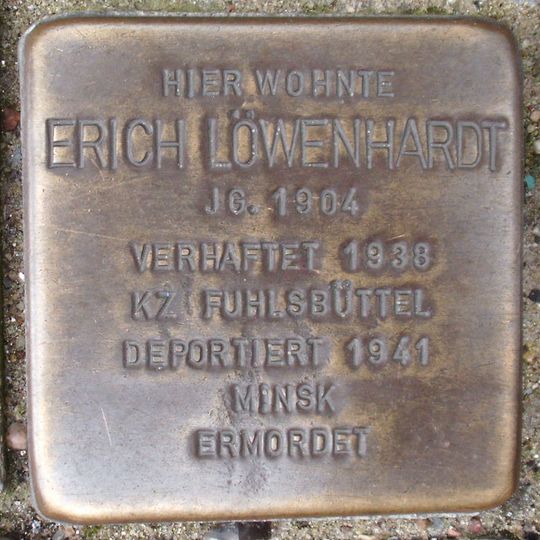 HIER WOHNTE
ERICH LÖWENHARDT
JG. 1904
VERHAFTET 1938
KZ FUHLSBÜTTEL
DEPORTIERT 1941
MINSK
ERMORDET